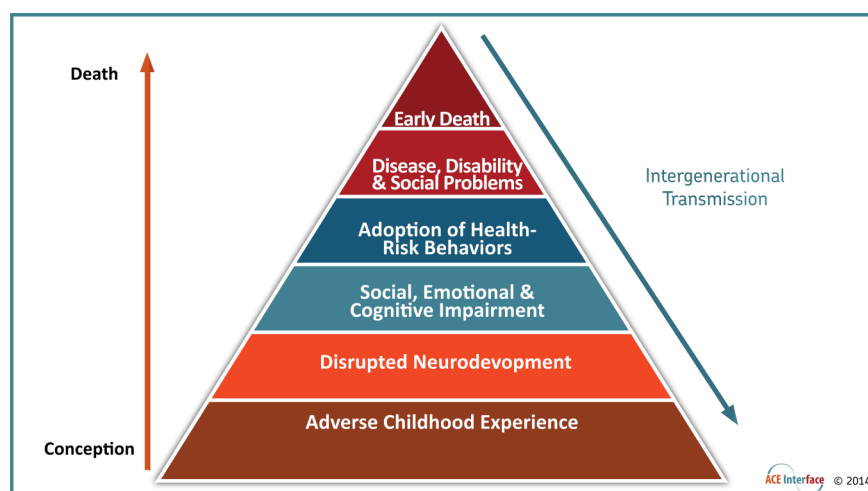 Death
Early Death
Disease, Disability
& Social Problems
Intergenerational
Transmission
Adoption of Health-
Risk Behaviors
Social, Emotional &
Cognitive Impairment
Disrupted Neurodevopment
Adverse Childhood Experience
Conception
ACE Interface © 2014